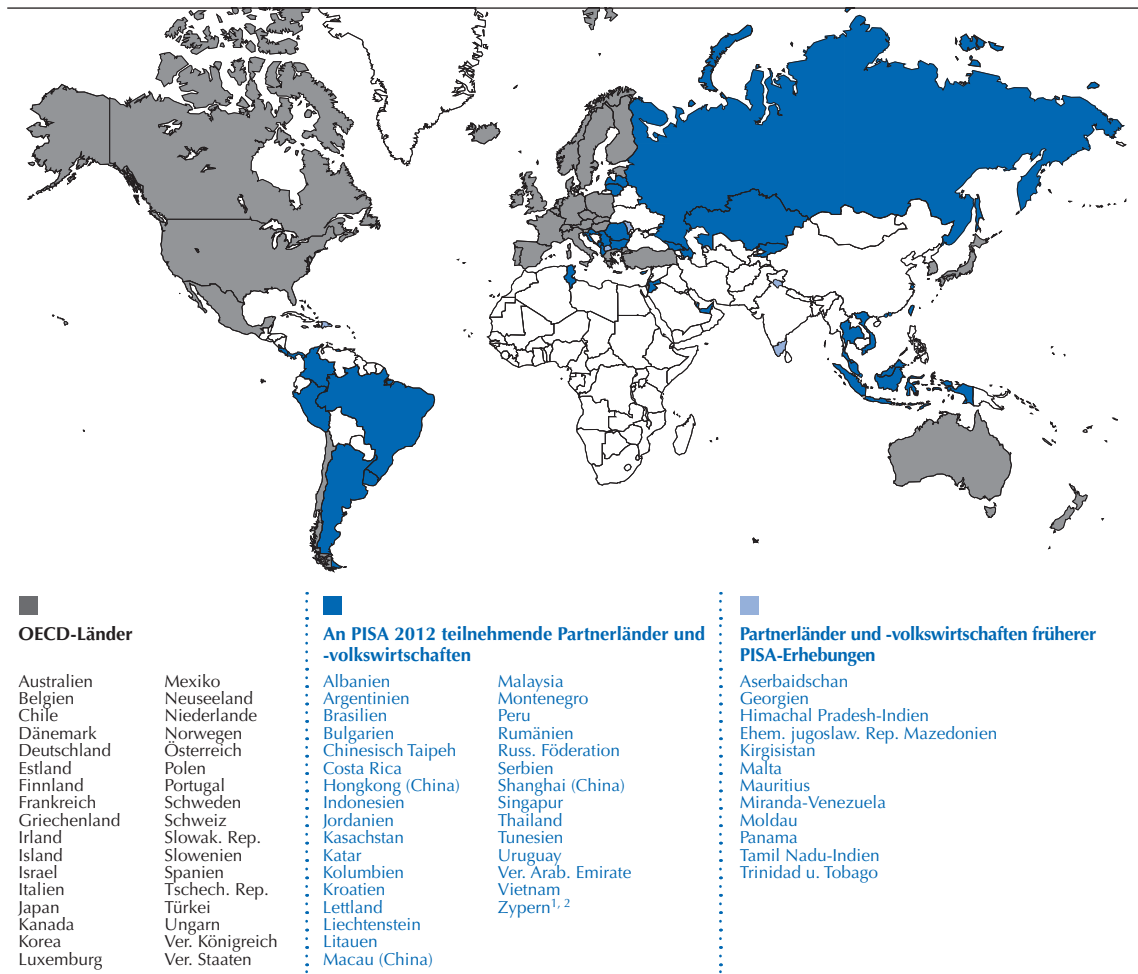 OECD-Länder
Australien
Belgien
Chile
Dänemark
Deutschland
Estland
Finnland
Frankreich
Griechenland
Irland
Island
Israel
Italien
Japan
Kanada
Korea
Luxemburg
Mexiko
Neuseeland
Niederlande
Norwegen
Österreich
Polen
Portugal
Schweden
Schweiz
Slowak. Rep.
Slowenien
Spanien
Tschech. Rep.
Türkei
Ungarn
Ver. Königreich
Ver. Staaten
An PISA 2012 teilnehmende Partnerländer und
-volkswirtschaften
Albanien
Argentinien
Brasilien
Bulgarien
Chinesisch Taipeh
Costa Rica
Hongkong (China)
Indonesien
Jordanien
Kasachstan
Katar
Kolumbien
Kroatien
Lettland
Liechtenstein
Litauen
Macau (China)
Malaysia
Montenegro
Peru
Rumänien
Russ. Föderation
Serbien
Shanghai (China)
Singapur
Thailand
Tunesien
Uruguay
Ver. Arab. Emirate
Vietnam
Zypern1, 2
Partnerländer und -volkswirtschaften früherer
PISA-Erhebungen
Aserbaidschan
Georgien
Himachal Pradesh-Indien
Ehem. jugoslaw. Rep. Mazedonien
Kirgisistan
Malta
Mauritius
Miranda-Venezuela
Moldau
Panama
Tamil Nadu-Indien
Trinidad u. Tobago